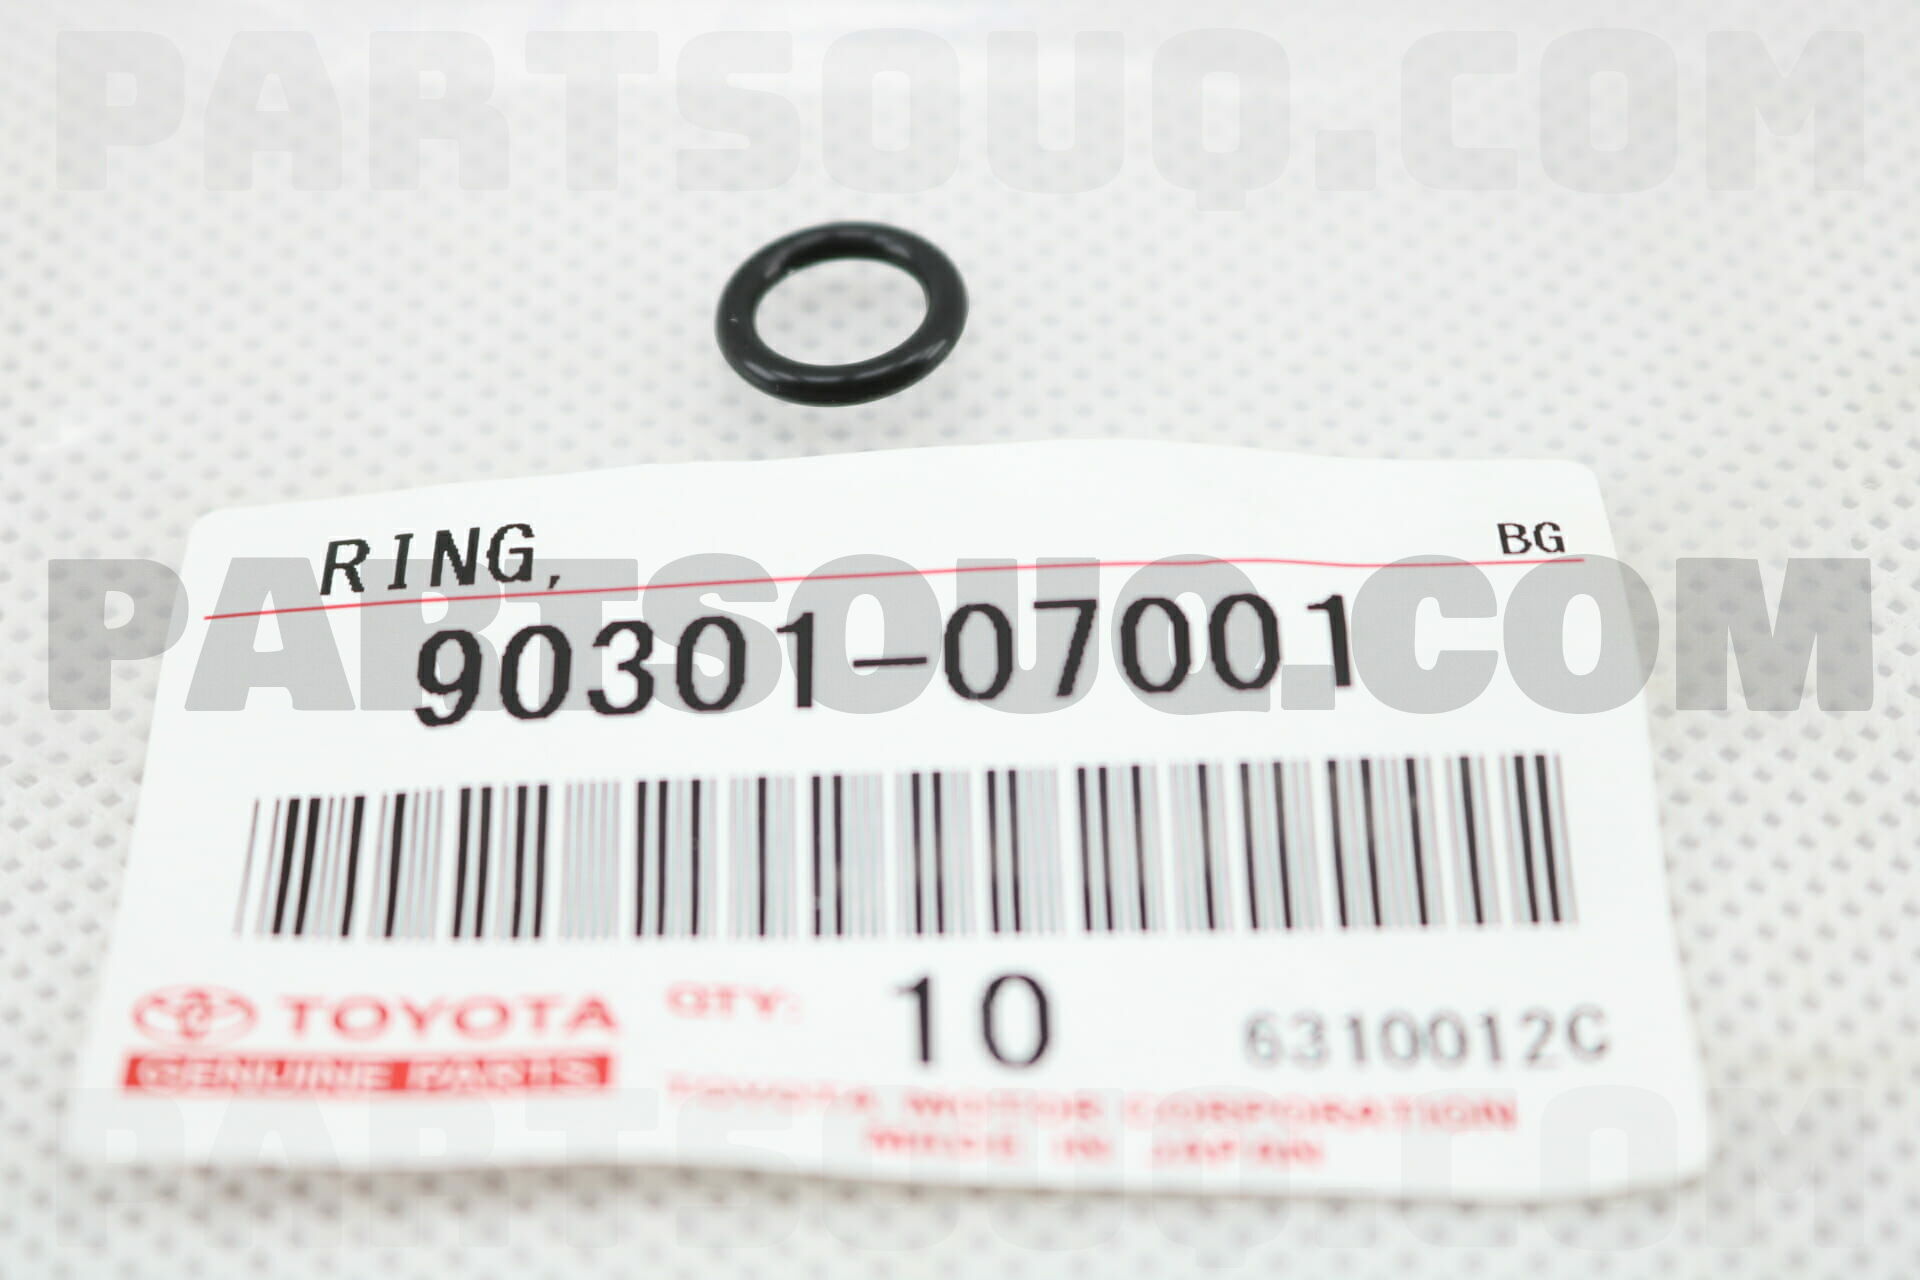 PARTSOUQ.COM
RING,
BG
PARTSOUQ.COM
90301-07001
TOYOTA
GENUINE PARTS
QTY:
10
6310012C
TOYOTA MOTOR CORPORATION
MADE IN JAPAN
PARTSOUQ.COM